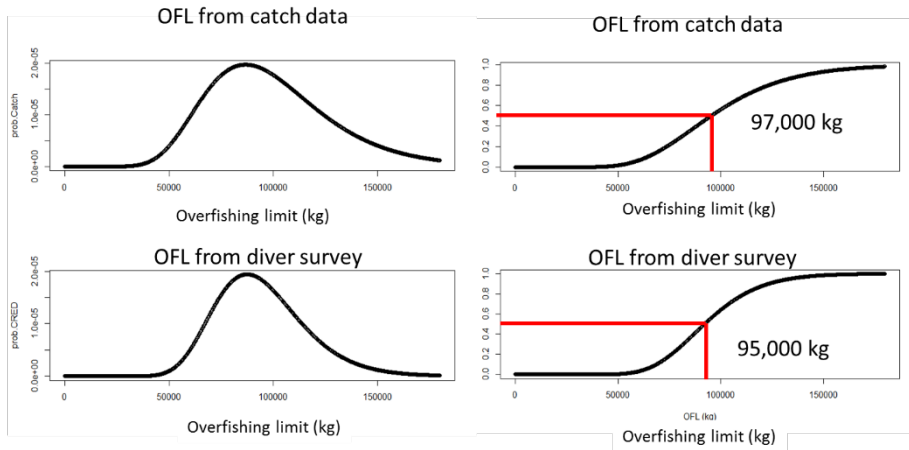 OFL from catch data
prob.Catch
0.0e+00 1.0e-05 2.0e-05
0 50000 100000 150000
Overfishing limit (kg)
OFL from catch data
0.0 0.2 0.4 0.6 0.8 1.0
97,000 kg
0 50000 100000 150000
Overfishing limit (kg)
OFL from diver survey
prob.CRED
0.0e+00 1.0e-05 2.0e-05
0 50000 100000 150000
Overfishing limit (kg)
OFL from diver survey
0.0 0.2 0.4 0.6 0.8 1.0
95,000 kg
0 50000 100000 150000
OFL (kg)
Overfishing limit (kg)